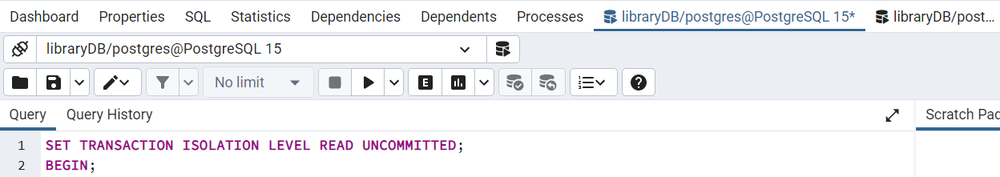 Dashboard Properties SQL Statistics Dependencies Dependents Processes libraryDB/postgres@PostgreSQL 15* libraryDB/post...
libraryDB/postgres@PostgreSQL 15
No limit
Query Query History Scratch Pad
1 SET TRANSACTION ISOLATION LEVEL READ UNCOMMITTED;
2 BEGIN;